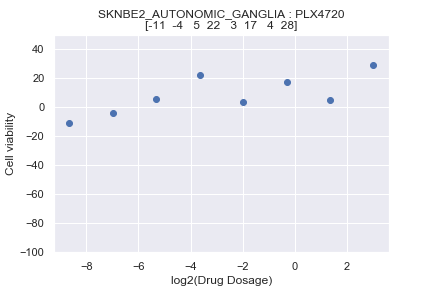 SKNBE2_AUTONOMIC_GANGLIA : PLX4720
[-11 -4 5 22 3 17 4 28]
40
20
0
−20
−40
−60
−80
−100
Cell viability
−8 −6 −4 −2 0 2
log2(Drug Dosage)